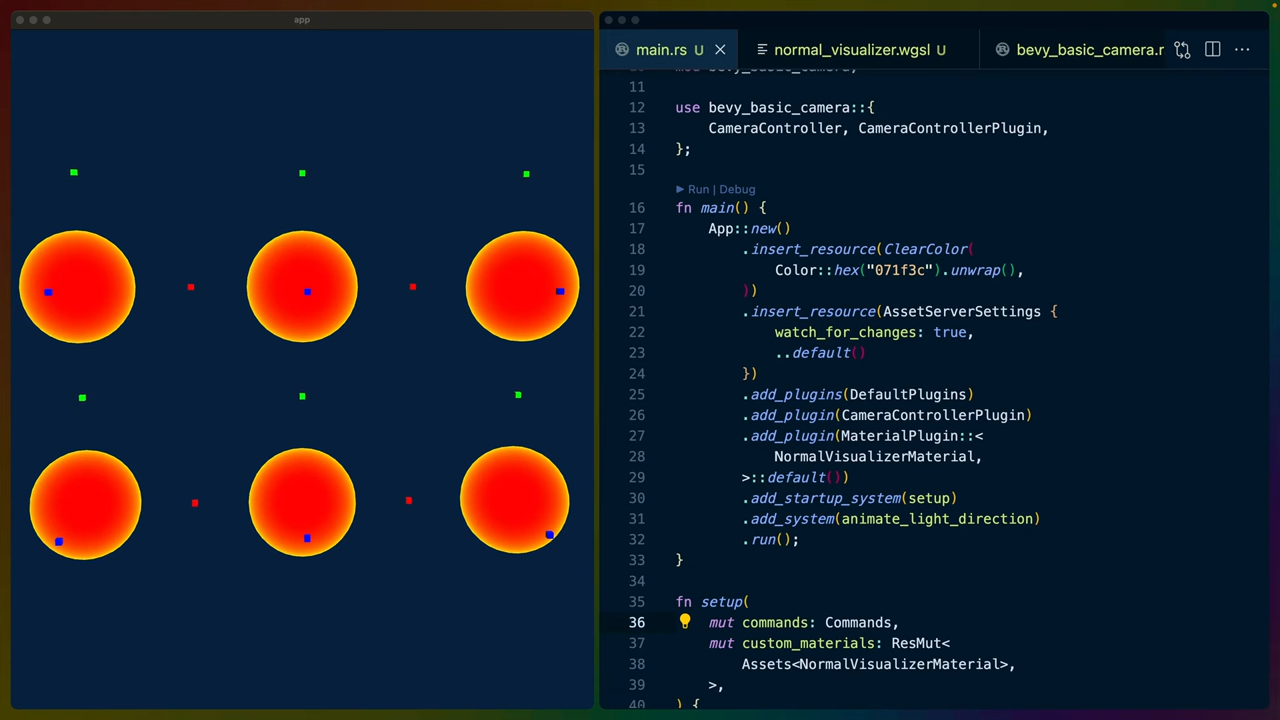 app
main.rs U
normal_visualizer.wgsl U
bevy_basic_camera.r
11
12 use bevy_basic_camera::{
13 CameraController, CameraControllerPlugin,
14 };
15
Run | Debug
16 fn main() {
17 App::new()
18 .insert_resource(ClearColor(
19 Color::hex("071f3c").unwrap(),
20 ))
21 .insert_resource(AssetServerSettings {
22 watch_for_changes: true,
23 ..default()
24 })
25 .add_plugins(DefaultPlugins)
26 .add_plugin(CameraControllerPlugin)
27 .add_plugin(MaterialPlugin::<
28 NormalVisualizerMaterial,
29 >::default())
30 .add_startup_system(setup)
31 .add_system(animate_light_direction)
32 .run();
33 }
34
35 fn setup(
36 mut commands: Commands,
37 mut custom_materials: ResMut<
38 Assets<NormalVisualizerMaterial>,
39 >,
40 ) {